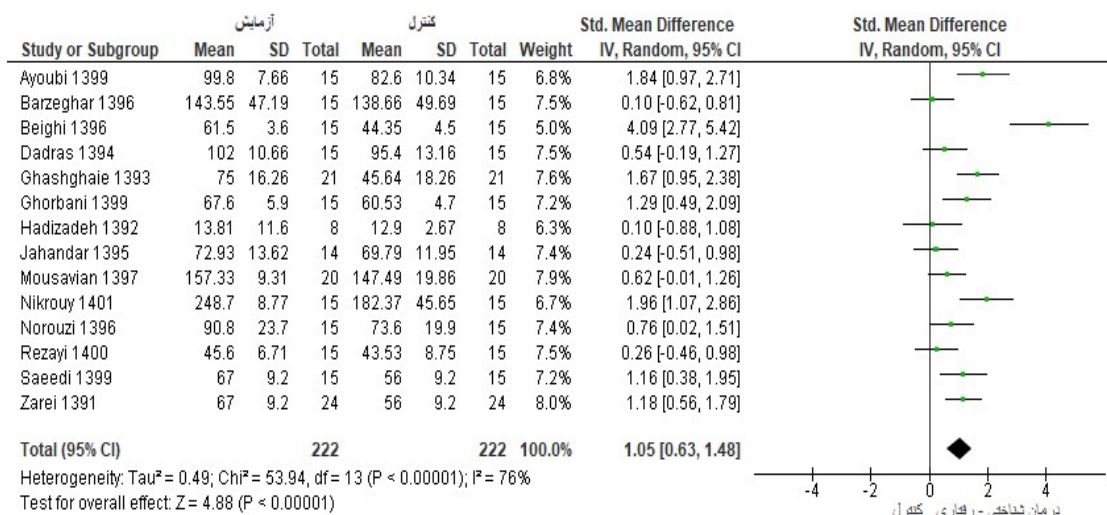 آزمایش کنترل Std. Mean Difference Std. Mean Difference
Study or Subgroup Mean SD Total Mean SD Total Weight IV, Random, 95% CI IV, Random, 95% CI
Ayoubi 1399 99.8 7.66 15 82.6 10.34 15 6.8% 1.84 [0.97, 2.71]
Barzeghar 1396 143.55 47.19 15 138.66 49.69 15 7.5% 0.10 [-0.62, 0.81]
Beighi 1396 61.5 3.6 15 44.35 4.5 15 5.0% 4.09 [2.77, 5.42]
Dadras 1394 102 10.66 15 95.4 13.16 15 7.5% 0.54 [-0.19, 1.27]
Ghashghaie 1393 75 16.26 21 45.64 18.26 21 7.6% 1.67 [0.95, 2.38]
Ghorbani 1399 67.6 5.9 15 60.53 4.7 15 7.2% 1.29 [0.49, 2.09]
Hadizadeh 1392 13.81 11.6 8 12.9 2.67 8 6.3% 0.10 [-0.88, 1.08]
Jahandar 1395 72.93 13.62 14 69.79 11.95 14 7.4% 0.24 [-0.51, 0.98]
Mousavian 1397 157.33 9.31 20 147.49 19.86 20 7.9% 0.62 [-0.01, 1.26]
Nikrouy 1401 248.7 8.77 15 182.37 45.65 15 6.7% 1.96 [1.07, 2.86]
Norouzi 1396 90.8 23.7 15 73.6 19.9 15 7.4% 0.76 [0.02, 1.51]
Rezayi 1400 45.6 6.71 15 43.53 8.75 15 7.5% 0.26 [-0.46, 0.98]
Saeedi 1399 67 9.2 15 56 9.2 15 7.2% 1.16 [0.38, 1.95]
Zarei 1391 67 9.2 24 56 9.2 24 8.0% 1.18 [0.56, 1.79]
Total (95% CI) 222 222 100.0% 1.05 [0.63, 1.48]
Heterogeneity: Tau² = 0.49; Chi² = 53.94, df = 13 (P < 0.00001); I² = 76%
Test for overall effect: Z = 4.88 (P < 0.00001)
-4 -2 0 2 4
درمان شناختی - رفتاری کنترل